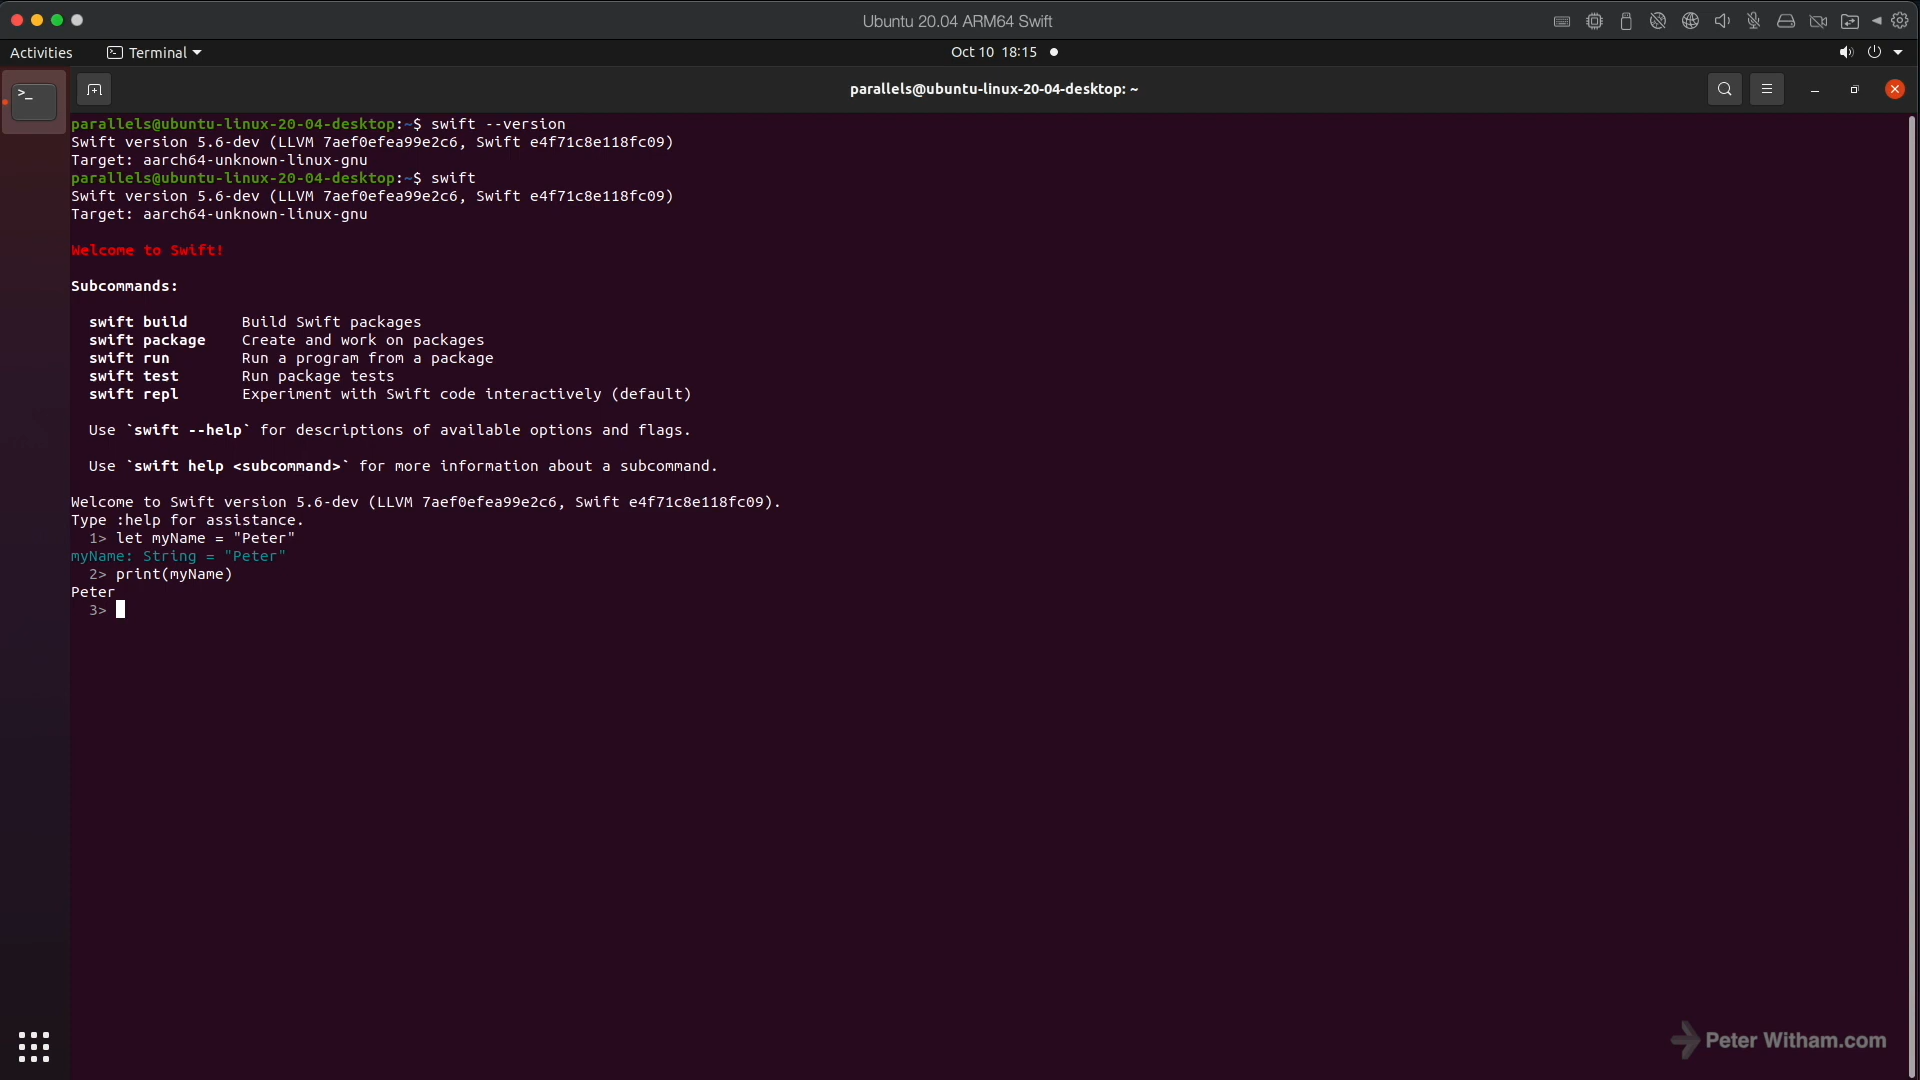 Ubuntu 20.04 ARM64 Swift
Activities
Terminal
Oct 10 18:15
parallels@ubuntu-linux-20-04-desktop: ~
parallels@ubuntu-linux-20-04-desktop:~$ swift --version
Swift version 5.6-dev (LLVM 7aef0efea99e2c6, Swift e4f71c8e118fc09)
Target: aarch64-unknown-linux-gnu
parallels@ubuntu-linux-20-04-desktop:~$ swift
Swift version 5.6-dev (LLVM 7aef0efea99e2c6, Swift e4f71c8e118fc09)
Target: aarch64-unknown-linux-gnu
Welcome to Swift!
Subcommands:
swift build      Build Swift packages
swift package    Create and work on packages
swift run        Run a program from a package
swift test       Run package tests
swift repl       Experiment with Swift code interactively (default)
Use `swift --help` for descriptions of available options and flags.
Use `swift help <subcommand>` for more information about a subcommand.
Welcome to Swift version 5.6-dev (LLVM 7aef0efea99e2c6, Swift e4f71c8e118fc09).
Type :help for assistance.
1> let myName = "Peter"
myName: String = "Peter"
2> print(myName)
Peter
3>
Peter Witham.com